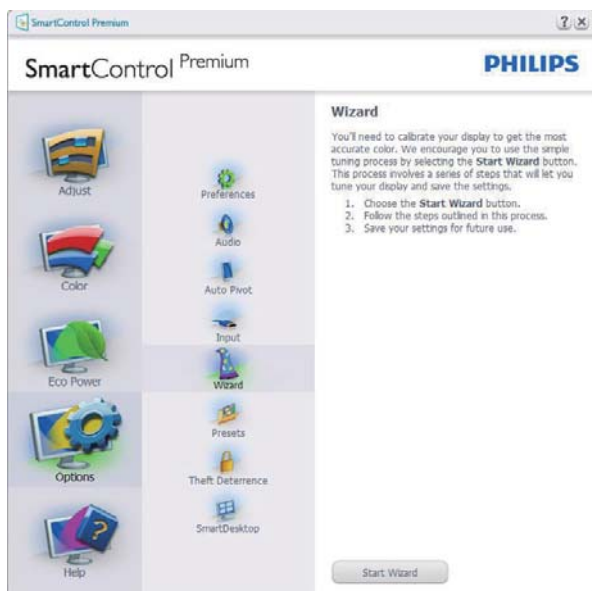 SmartControl Premium
SmartControl Premium
PHILIPS
Adjust
Color
Eco Power
Options
Help
Preferences
Audio
Auto Pivot
Input
Wizard
Presets
Theft Deterrence
SmartDesktop
Wizard
You'll need to calibrate your display to get the most
accurate color. We encourage you to use the simple
tuning process by selecting the Start Wizard button.
This process involves a series of steps that will let you
tune your display and save the settings.
1. Choose the Start Wizard button.
2. Follow the steps outlined in this process.
3. Save your settings for future use.
Start Wizard